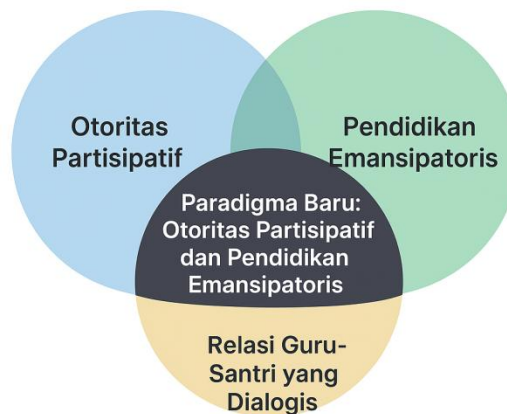 Otoritas
Partisipatif
Pendidikan
Emansipatoris
Paradigma Baru:
Otoritas Partisipatif
dan Pendidikan
Emansipatoris
Relasi Guru-
Santri yang
Dialogis